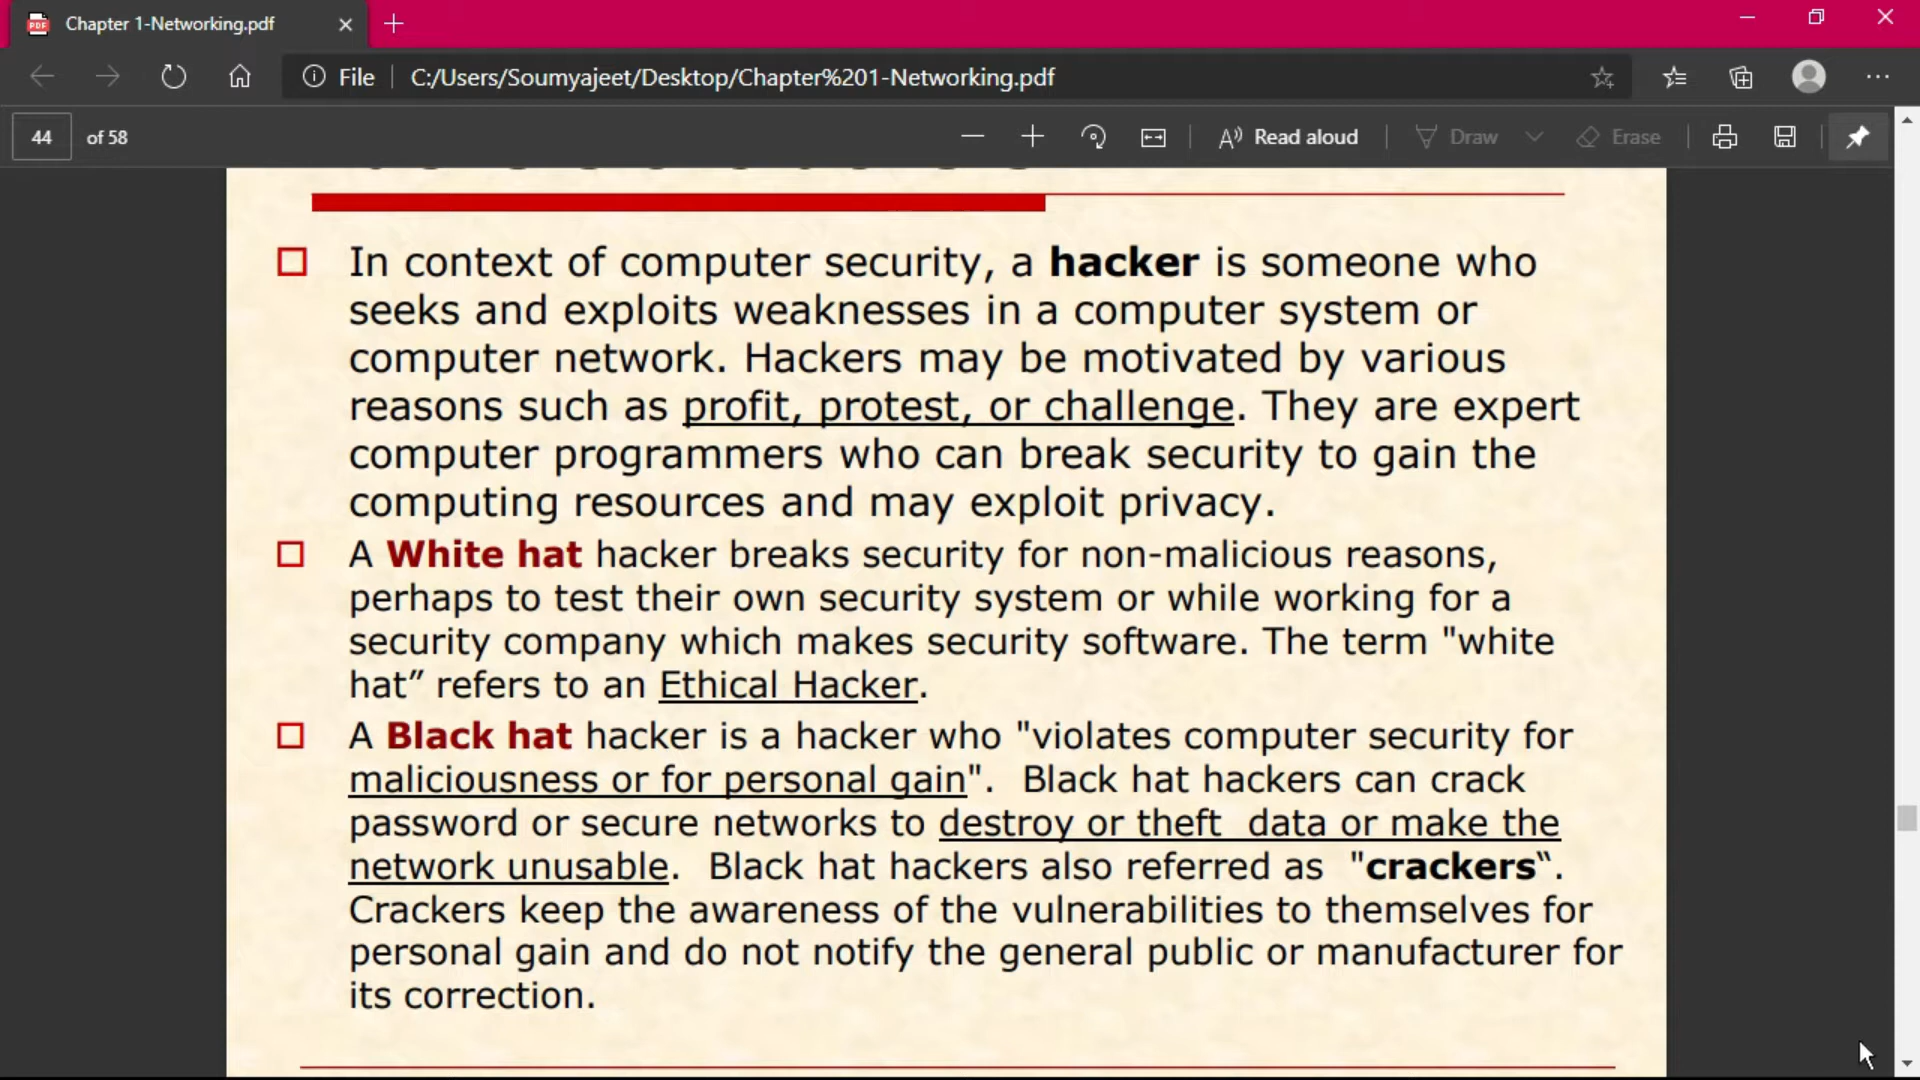 Chapter 1-Networking.pdf
File C:/Users/Soumyajeet/Desktop/Chapter%201-Networking.pdf
44 of 58 Read aloud Draw Erase
In context of computer security, a hacker is someone who
seeks and exploits weaknesses in a computer system or
computer network. Hackers may be motivated by various
reasons such as profit, protest, or challenge. They are expert
computer programmers who can break security to gain the
computing resources and may exploit privacy.
A White hat hacker breaks security for non-malicious reasons,
perhaps to test their own security system or while working for a
security company which makes security software. The term "white
hat” refers to an Ethical Hacker.
A Black hat hacker is a hacker who "violates computer security for
maliciousness or for personal gain". Black hat hackers can crack
password or secure networks to destroy or theft data or make the
network unusable. Black hat hackers also referred as "crackers‟.
Crackers keep the awareness of the vulnerabilities to themselves for
personal gain and do not notify the general public or manufacturer for
its correction.